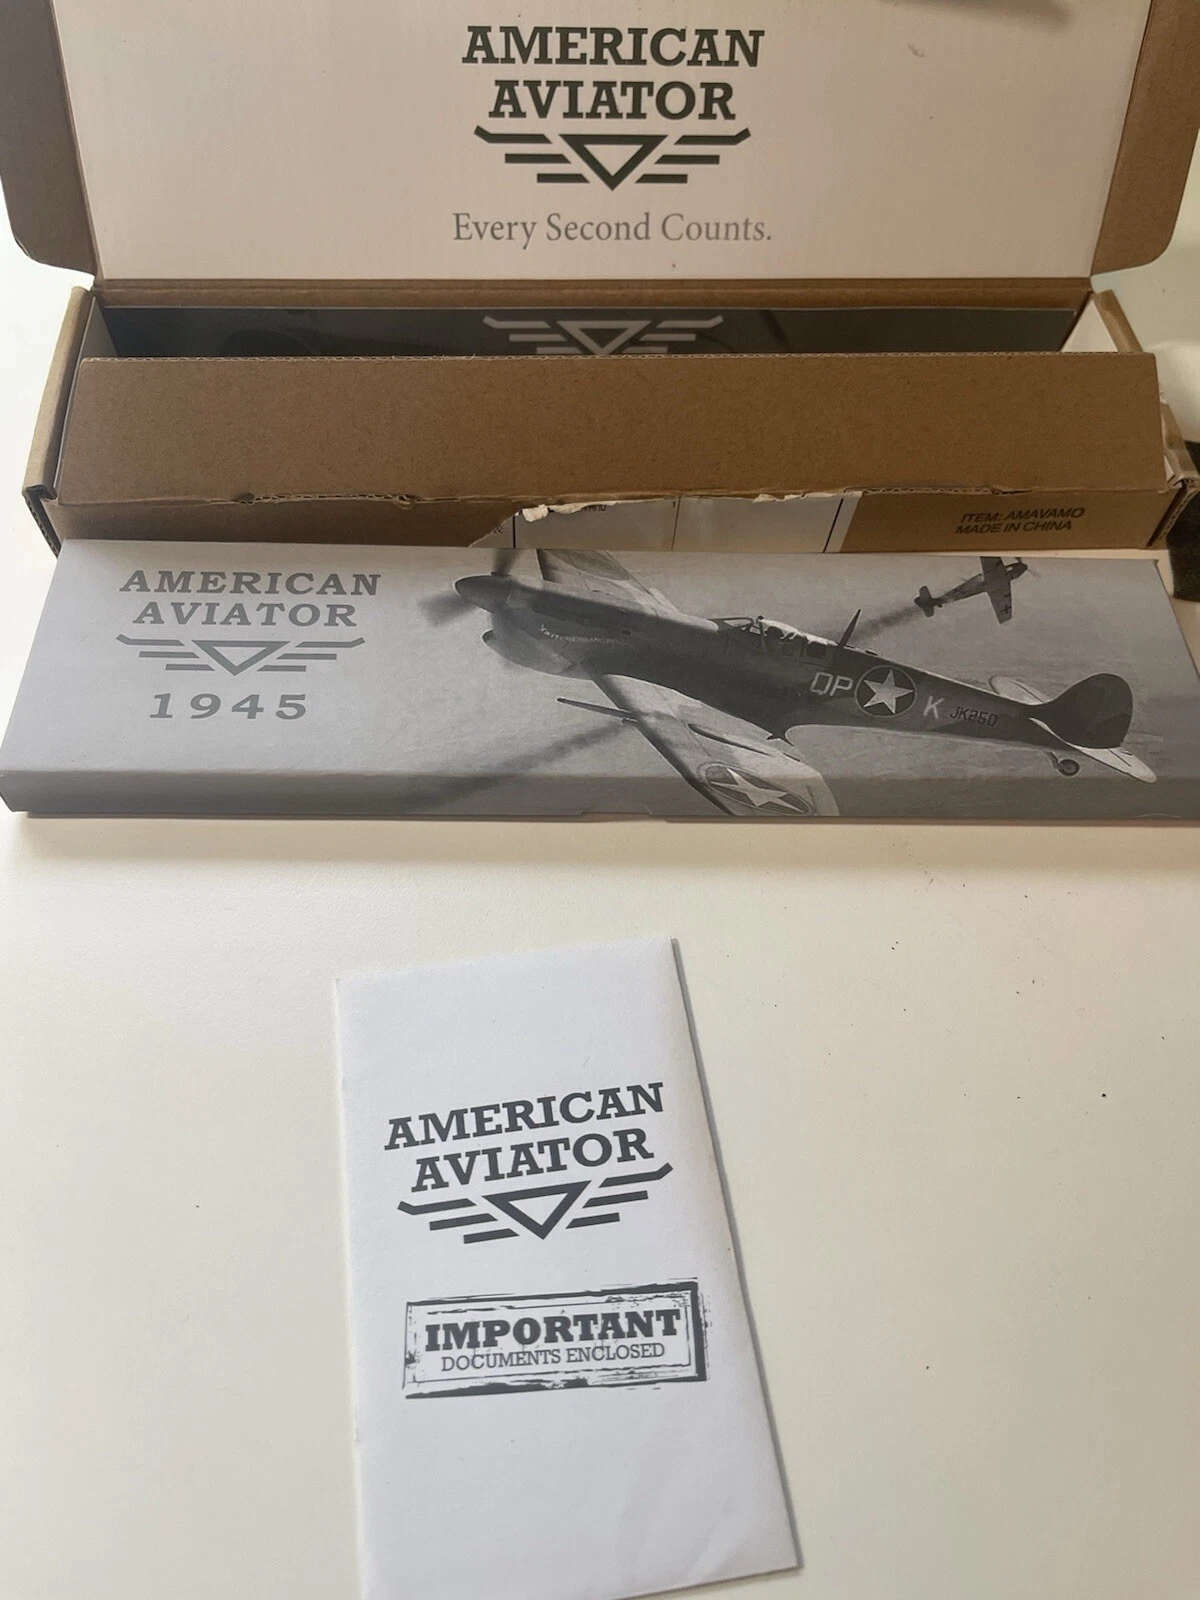 AMERICAN
AVIATOR
Every Second Counts.
ITEM: AMAVAMO
MADE IN CHINA
AMERICAN
AVIATOR
1945
QP
K JK250
AMERICAN
AVIATOR
IMPORTANT
DOCUMENTS ENCLOSED